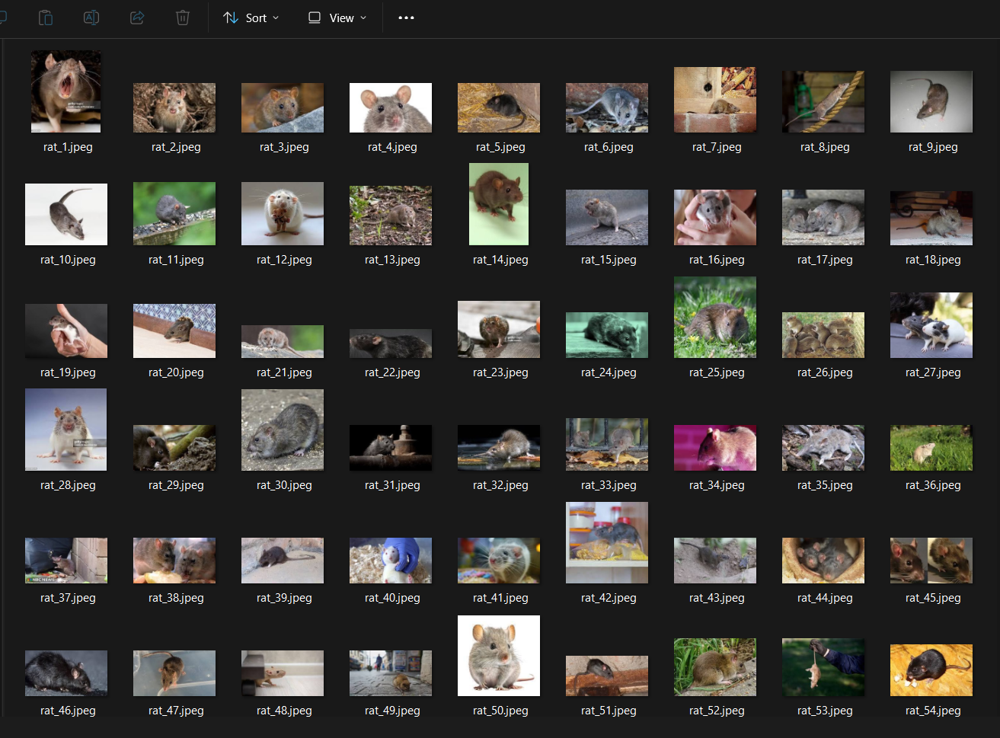 Sort
View
rat_1.jpeg rat_2.jpeg rat_3.jpeg rat_4.jpeg rat_5.jpeg rat_6.jpeg rat_7.jpeg rat_8.jpeg rat_9.jpeg
rat_10.jpeg rat_11.jpeg rat_12.jpeg rat_13.jpeg rat_14.jpeg rat_15.jpeg rat_16.jpeg rat_17.jpeg rat_18.jpeg
rat_19.jpeg rat_20.jpeg rat_21.jpeg rat_22.jpeg rat_23.jpeg rat_24.jpeg rat_25.jpeg rat_26.jpeg rat_27.jpeg
rat_28.jpeg rat_29.jpeg rat_30.jpeg rat_31.jpeg rat_32.jpeg rat_33.jpeg rat_34.jpeg rat_35.jpeg rat_36.jpeg
NBC NEWS
rat_37.jpeg rat_38.jpeg rat_39.jpeg rat_40.jpeg rat_41.jpeg rat_42.jpeg rat_43.jpeg rat_44.jpeg rat_45.jpeg
rat_46.jpeg rat_47.jpeg rat_48.jpeg rat_49.jpeg rat_50.jpeg rat_51.jpeg rat_52.jpeg rat_53.jpeg rat_54.jpeg